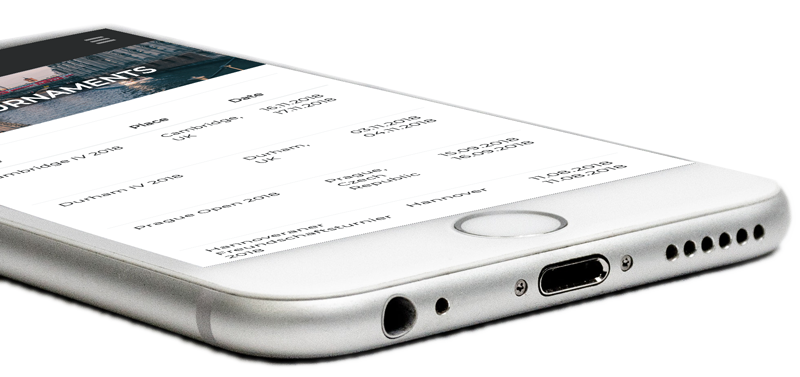 URNAMENTS
Place
Date
mbridge IV 2018
Cambridge,
UK
16.11.2018
17.11.2018
Durham IV 2018
Durham,
UK
03.11.2018
04.11.2018
Prague Open 2018
Prague,
Czech
Republic
15.09.2018
16.09.2018
Hannoveraner
Freundschaftsturnier
2018
Hannover
11.08.2018
11.08.2018